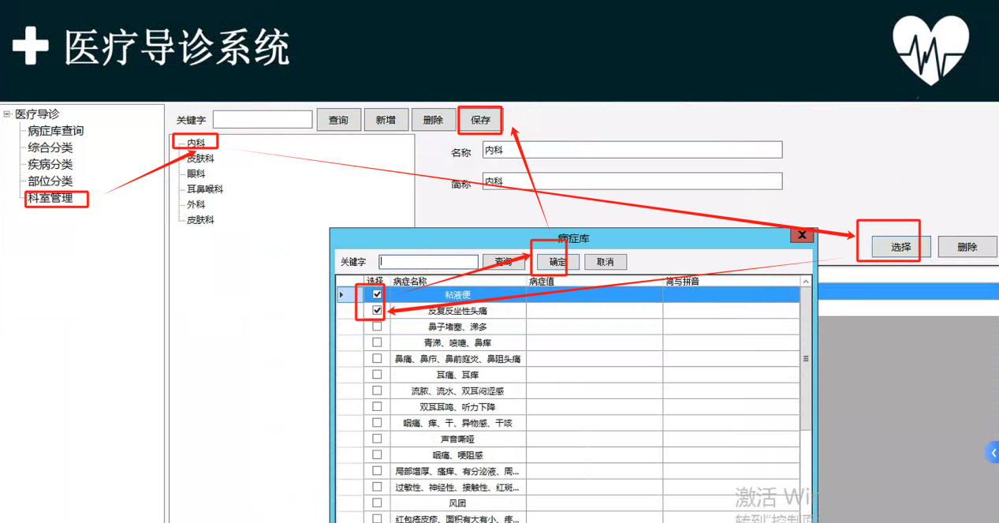 医疗导诊系统
医疗导诊
病症库查询
综合分类
疾病分类
部位分类
科室管理
关键字 查询 新增 删除 保存
内科
皮肤科
眼科
耳鼻喉科
外科
皮肤科
名称 内科
简称 内科
选择 删除
病症库 X
关键字 查询 确定 取消
选择 病症名称 病症值 简写拼音
粘液便
反复反坐性头痛
鼻子堵塞、涕多
青涕、喷嚏、鼻痒
鼻痛、鼻疖、鼻前庭炎、鼻阻头痛
耳痛、耳痒
流脓、流水、双耳闷涩感
双耳耳鸣、听力下降
咽痛、痒、干、异物感、干咳
声音嘶哑
咽痛、哽阻感
局部增厚、瘙痒、有分泌液、周...
过敏性、神经性、接触性、红斑...
风团
红包疮皮疹、面积有大有小、疼...
激活 Wi
转到"控制面